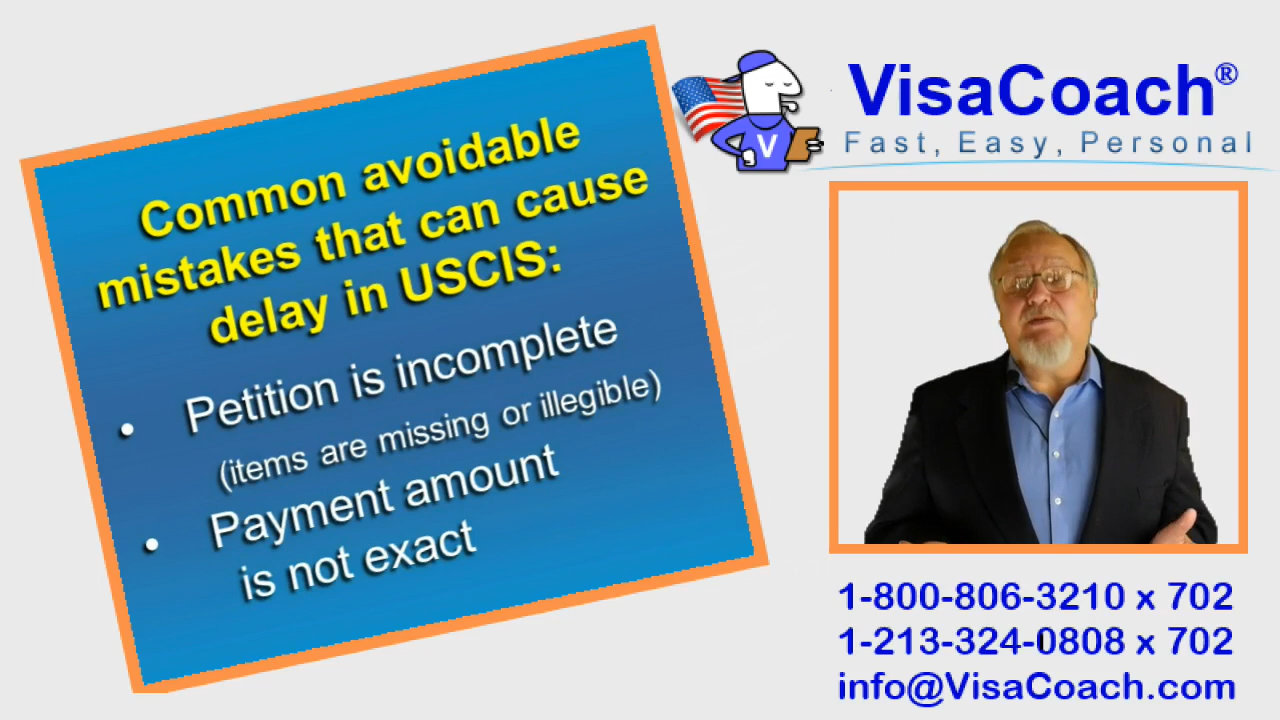 Common avoidable
mistakes that can cause
delay in USCIS:
• Petition is incomplete
(items are missing or illegible)
• Payment amount
is not exact
V
VisaCoach®
Fast, Easy, Personal
1-800-806-3210 x 702
1-213-324-0808 x 702
info@VisaCoach.com